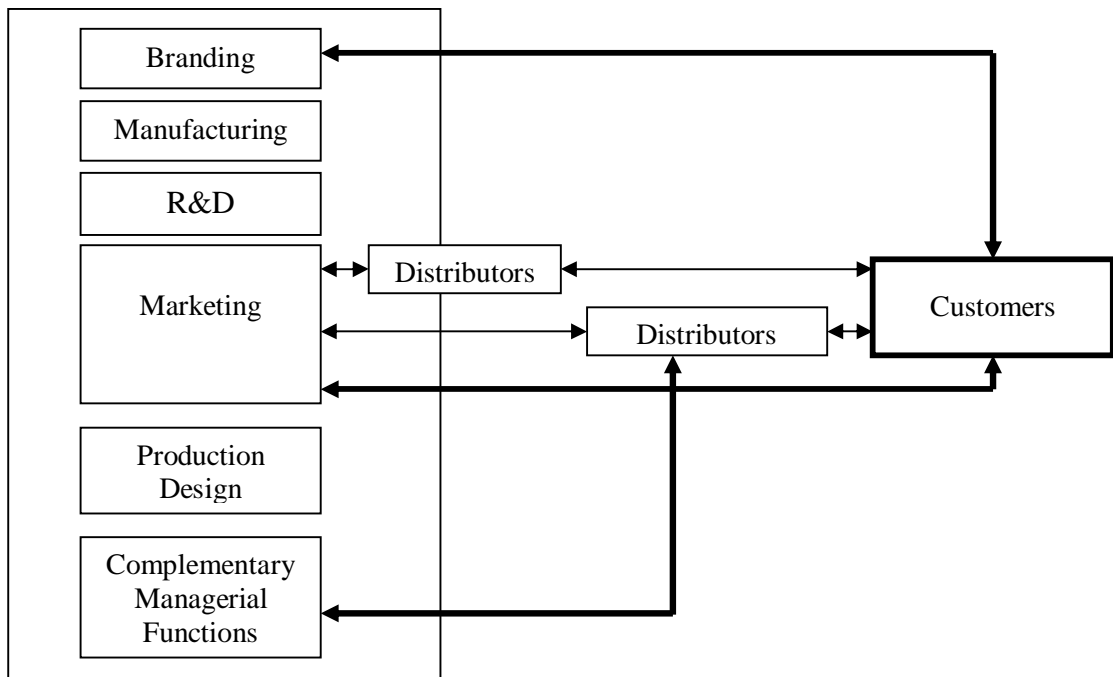 Branding
Manufacturing
R&D
Marketing
Distributors
Distributors
Customers
Production
Design
Complementary
Managerial
Functions